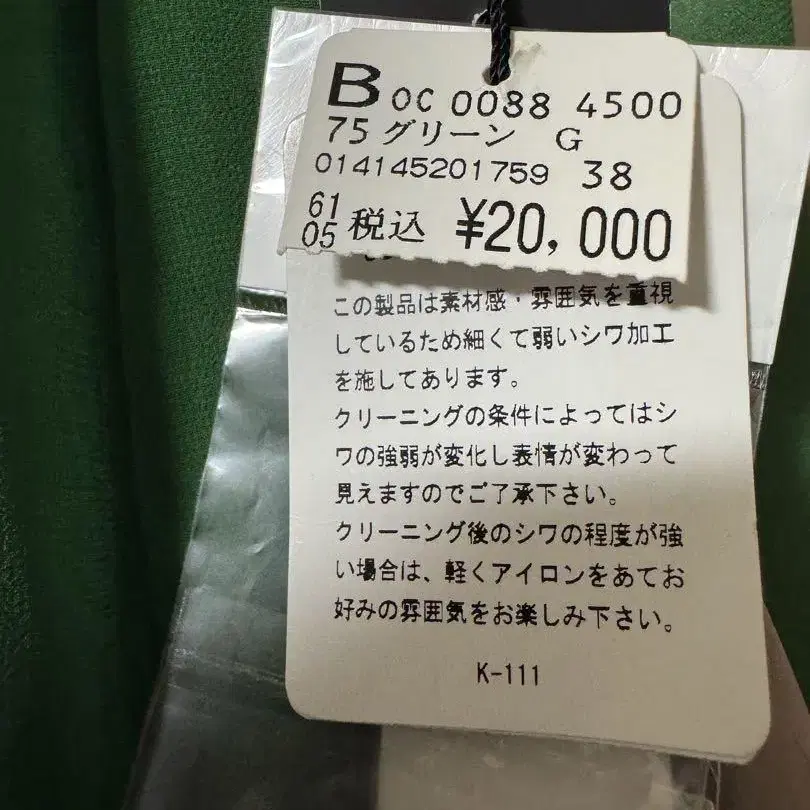 B OC 0088 4500
75 グリーン G
014145201759 38
61
05 税込 ¥20,000
この製品は素材感・雰囲気を重視
しているため細くて弱いシワ加工
を施してあります。
クリーニングの条件によってはシ
ワの強弱が変化し表情が変わって
見えますのでご了承下さい。
クリーニング後のシワの程度が強
い場合は、軽くアイロンをあてお
好みの雰囲気をお楽しみ下さい。
K-111